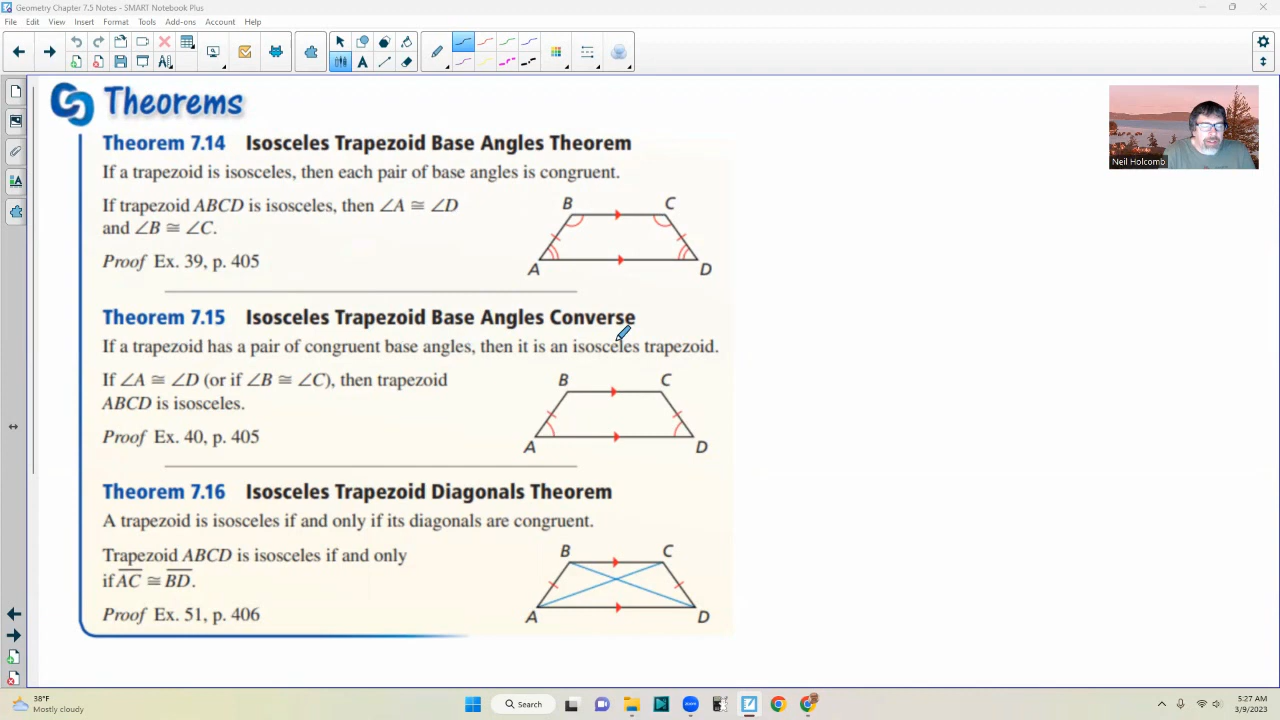 Geometry Chapter 7.5 Notes - SMART Notebook Plus
File Edit View Insert Format Tools Add-ons Account Help
Theorems
Neil Holcomb
Theorem 7.14 Isosceles Trapezoid Base Angles Theorem
If a trapezoid is isosceles, then each pair of base angles is congruent.
If trapezoid ABCD is isosceles, then ∠A ≅ ∠D
and ∠B ≅ ∠C.
Proof Ex. 39, p. 405
B C
A D
Theorem 7.15 Isosceles Trapezoid Base Angles Converse
If a trapezoid has a pair of congruent base angles, then it is an isosceles trapezoid.
If ∠A ≅ ∠D (or if ∠B ≅ ∠C), then trapezoid
ABCD is isosceles.
Proof Ex. 40, p. 405
B C
A D
Theorem 7.16 Isosceles Trapezoid Diagonals Theorem
A trapezoid is isosceles if and only if its diagonals are congruent.
Trapezoid ABCD is isosceles if and only
if A̅C̅ ≅ B̅D̅.
Proof Ex. 51, p. 406
B C
A D
38°F
Mostly cloudy
Search
5:27 AM
3/9/2023